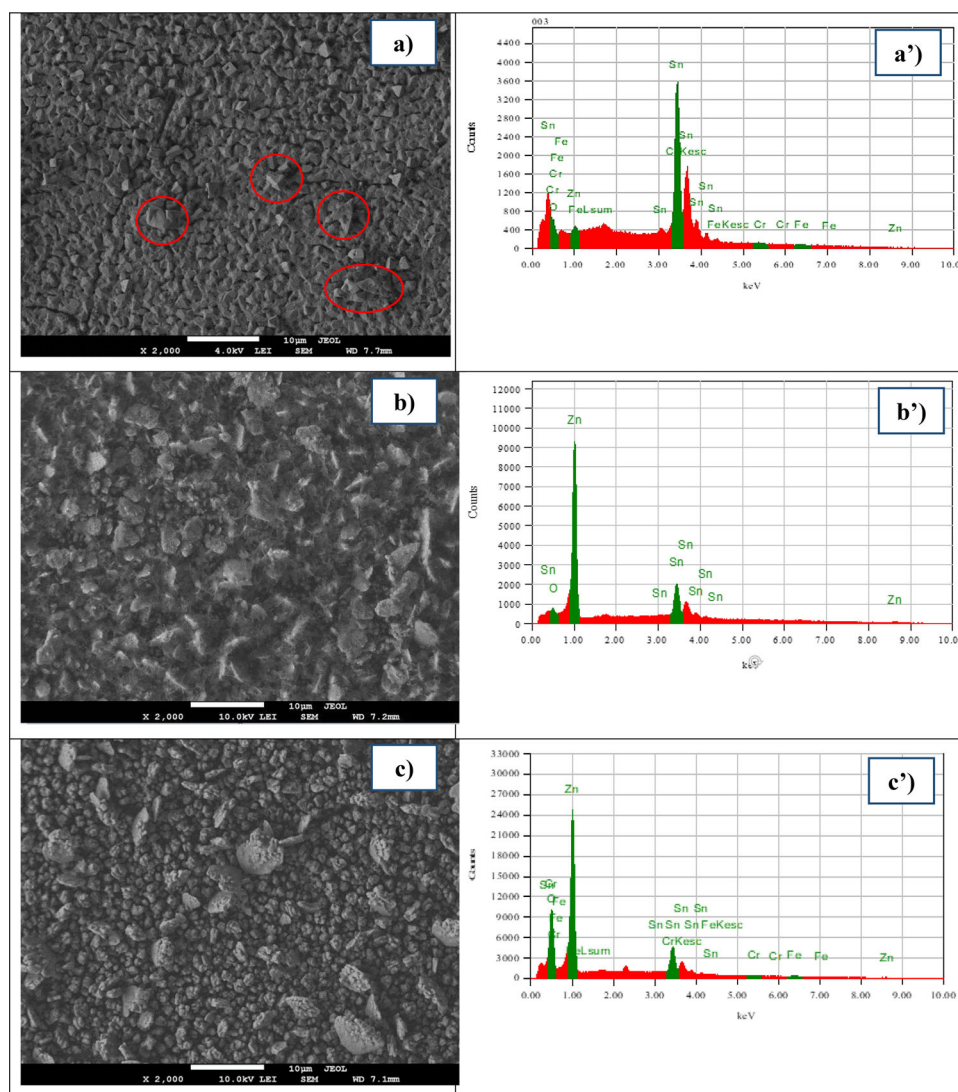 a)
X 2,000 4.0kV LEI SEM 10µm JEOL WD 7.7mm
003
a')
4400
4000
3600
3200
2800
2400
2000
1600
1200
800
400
0
Counts
Sn
Sn
Fe
Fe
Cr
Cr
O
Zn
FeLsum
Sn
CrKesc
Sn
Sn
Sn
Sn
Sn
FeKesc
Cr
Cr
Fe
Fe
Zn
0.00 1.00 2.00 3.00 4.00 5.00 6.00 7.00 8.00 9.00 10.0
keV
b)
X 2,000 10.0kV LEI SEM 10µm JEOL WD 7.2mm
b')
12000
11000
10000
9000
8000
7000
6000
5000
4000
3000
2000
1000
0
Counts
Zn
Sn
O
Sn
Sn
Sn
Sn
Sn
Sn
Zn
0.00 1.00 2.00 3.00 4.00 5.00 6.00 7.00 8.00 9.00 10.0
keV
c)
X 2,000 10.0kV LEI SEM 10µm JEOL WD 7.1mm
c')
33000
30000
27000
24000
21000
18000
15000
12000
9000
6000
3000
0
Counts
Zn
Sn
Cr
Fe
Fe
Cr
eLsum
Sn Sn
Sn Sn Sn FeKesc
CrKesc
Sn
Cr
Cr
Fe
Fe
Zn
0.00 1.00 2.00 3.00 4.00 5.00 6.00 7.00 8.00 9.00 10.00
keV